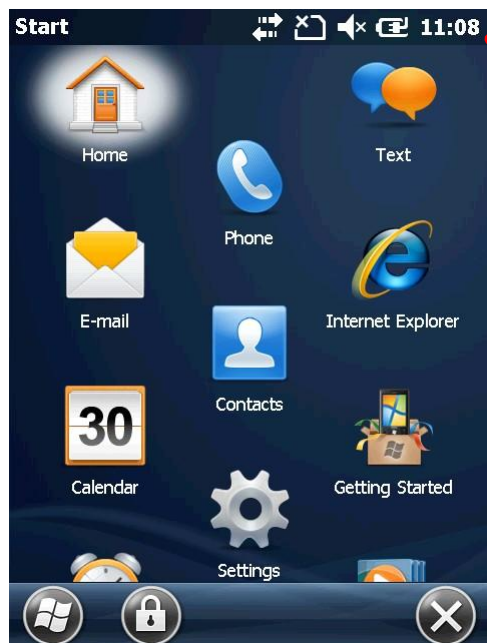 Start 11:08
Home
Text
Phone
E-mail
Internet Explorer
Contacts
30
Calendar
Getting Started
Settings